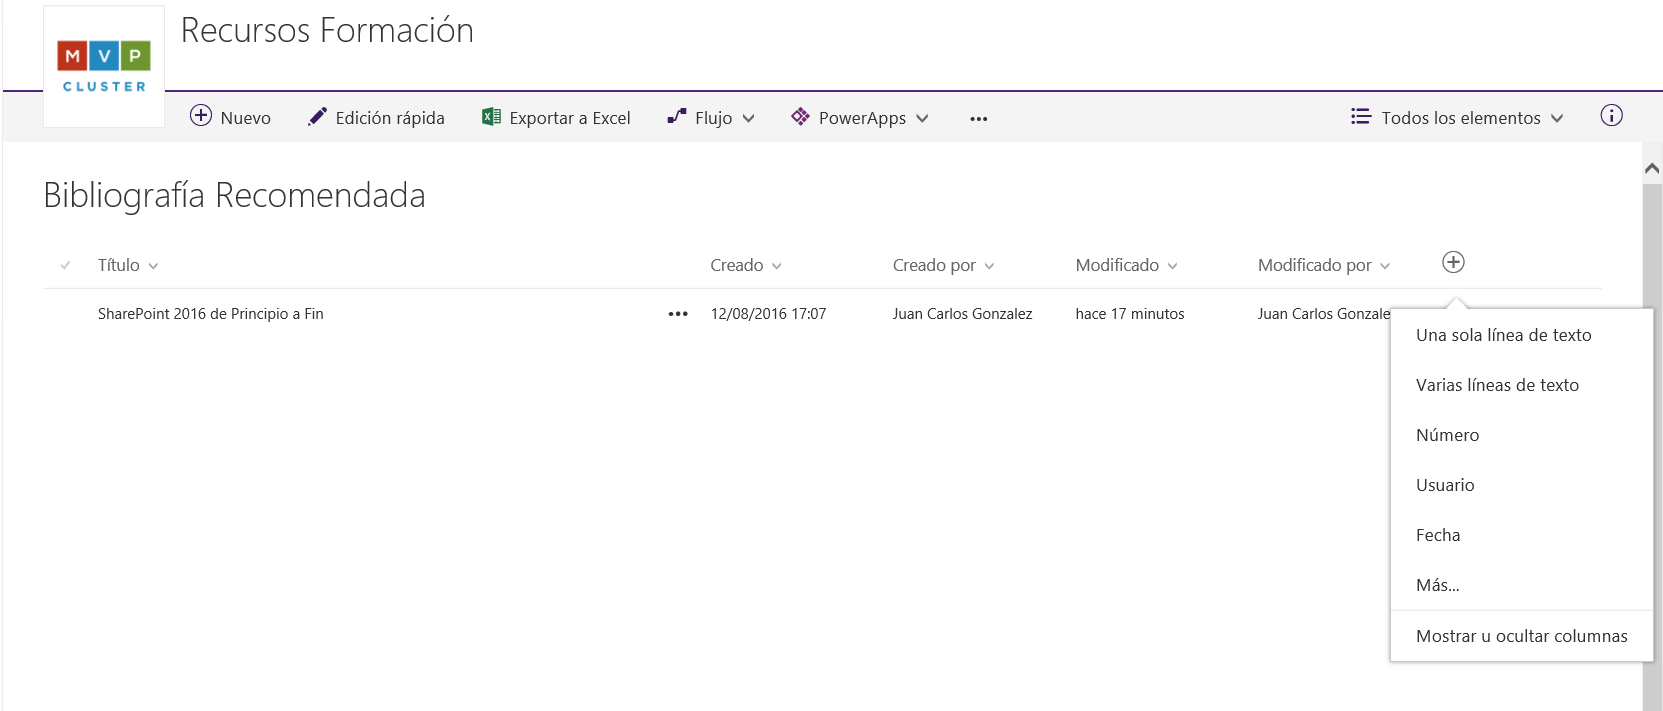 Recursos Formación
M V P
CLUSTER
Nuevo Edición rápida Exportar a Excel Flujo PowerApps ... Todos los elementos
Bibliografía Recomendada
Título Creado Creado por Modificado Modificado por
SharePoint 2016 de Principio a Fin ... 12/08/2016 17:07 Juan Carlos Gonzalez hace 17 minutos Juan Carlos Gonzale
Una sola línea de texto
Varias líneas de texto
Número
Usuario
Fecha
Más...
Mostrar u ocultar columnas